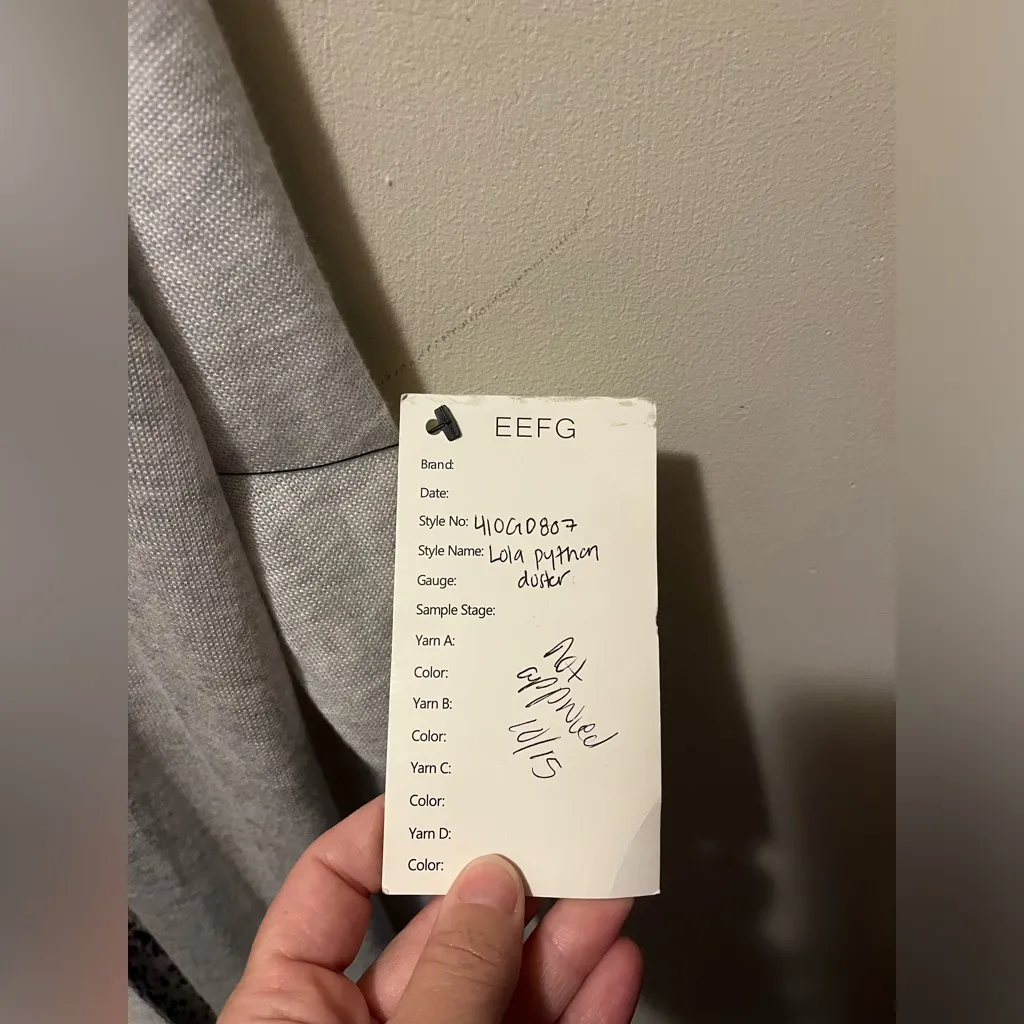 EEFG
Brand:
Date:
Style No: 410GD807
Style Name: Lola python
duster
Gauge:
Sample Stage:
Yarn A:
Color:
Yarn B:
Color:
Yarn C:
Color:
Yarn D:
Color:
Not
approved
10/15